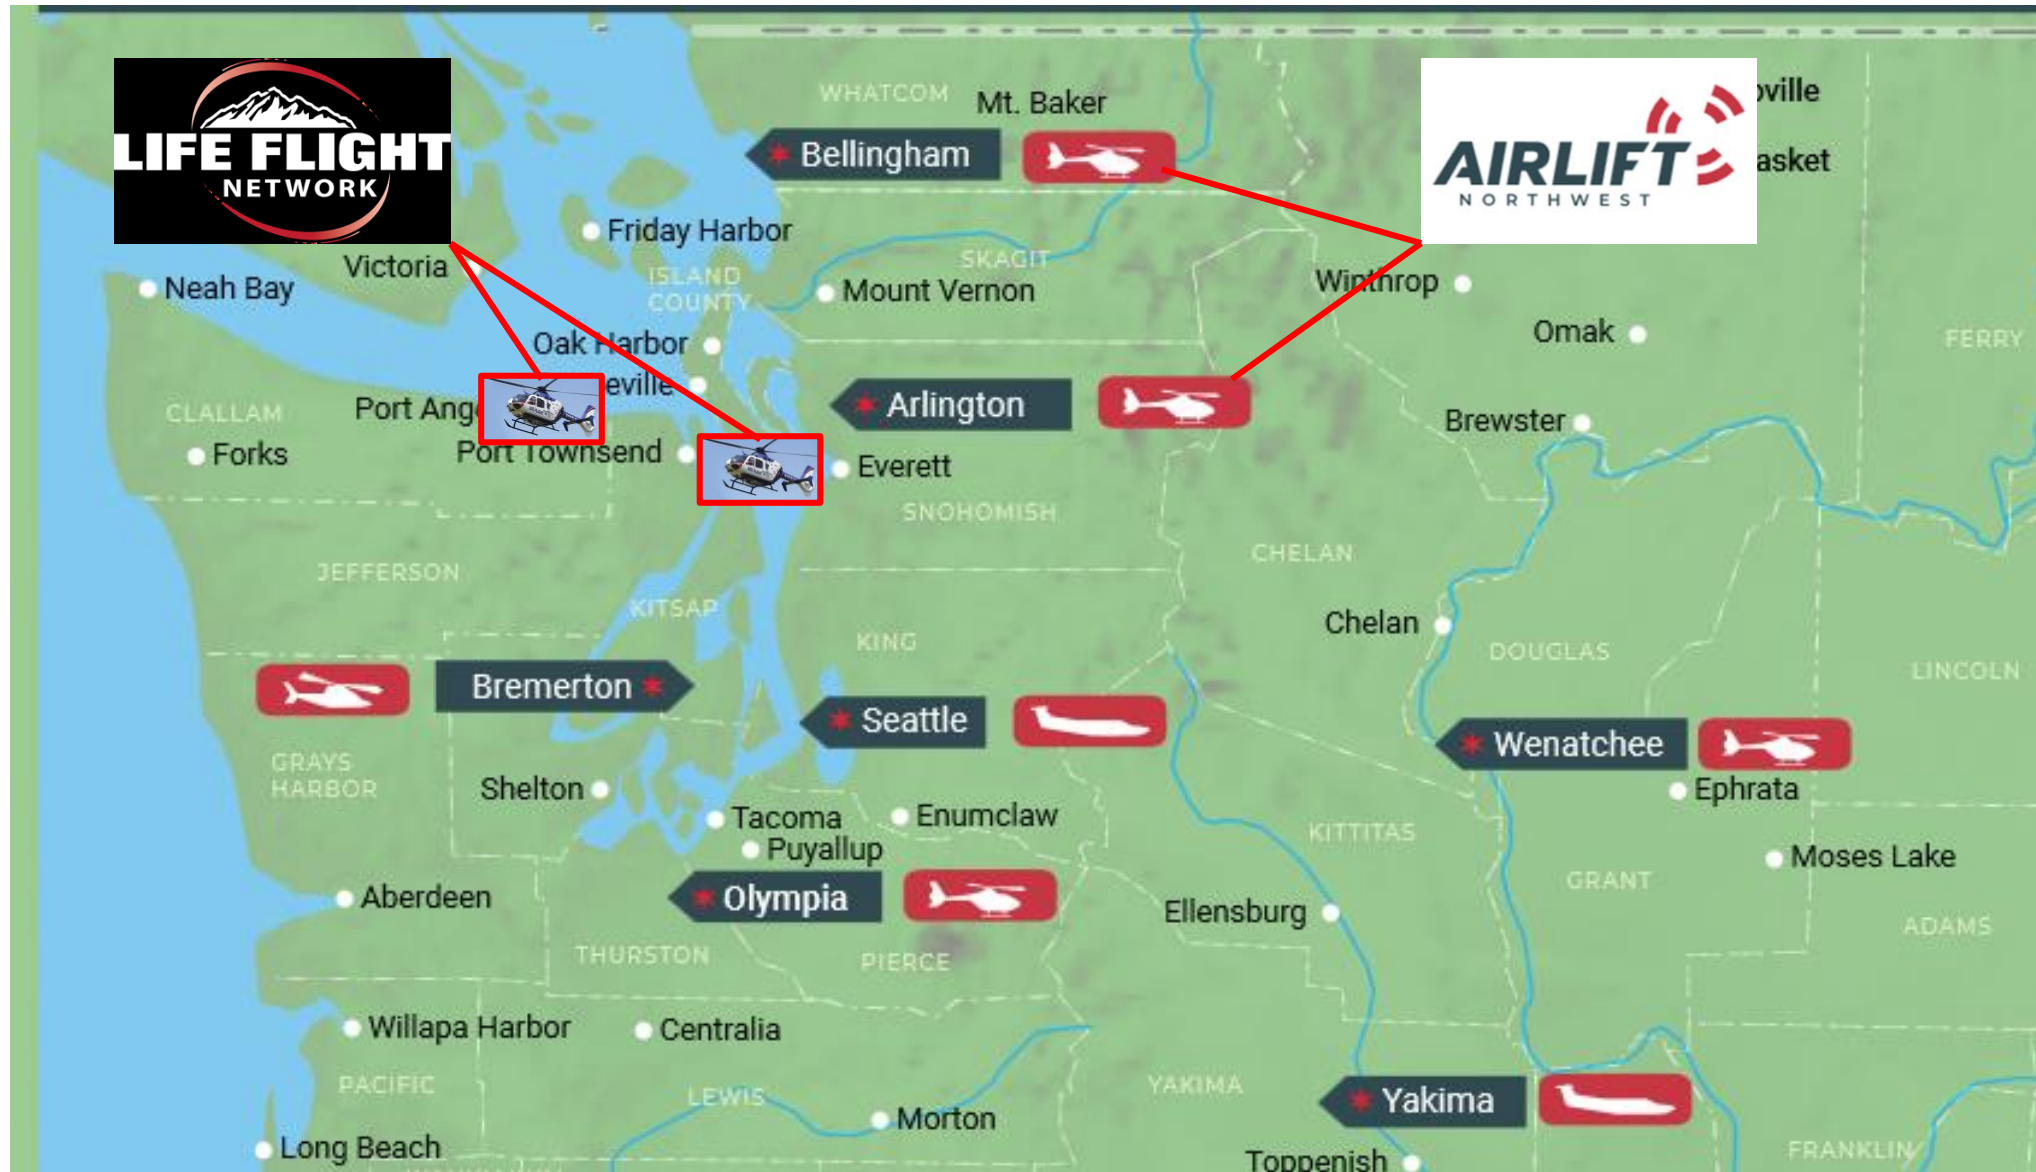 LIFE FLIGHT
NETWORK
AIRLIFT
NORTHWEST
WHATCOM
Mt. Baker
Bellingham
Friday Harbor
Victoria
Neah Bay
ISLAND
COUNTY
SKAGIT
Mount Vernon
Winthrop
Omak
FERRY
Oak Harbor
eville
Port Ang
CLALLAM
Forks
Port Townsend
Arlington
Everett
Brewster
SNOHOMISH
CHELAN
JEFFERSON
KITSAP
KING
Chelan
DOUGLAS
LINCOLN
Bremerton
Seattle
Wenatchee
Ephrata
GRAYS
HARBOR
Shelton
Tacoma
Enumclaw
Puyallup
KITTITAS
Moses Lake
GRANT
Olympia
Aberdeen
Ellensburg
ADAMS
THURSTON
PIERCE
Willapa Harbor
Centralia
PACIFIC
LEWIS
Morton
YAKIMA
Yakima
Long Beach
Toppenish
FRANKLIN